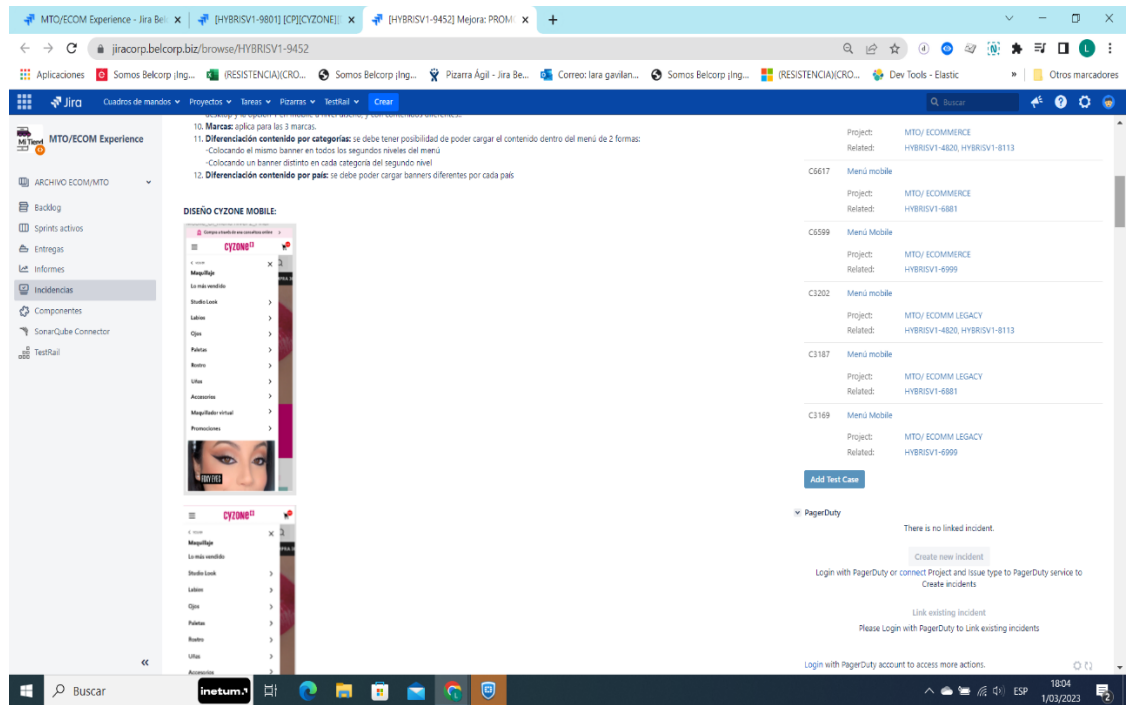 MTO/ECOM Experience - Jira Bel
[HYBRISV1-9801] [CP][CYZONE]
[HYBRISV1-9452] Mejora: PROM
jiracorp.belcorp.biz/browse/HYBRISV1-9452
Aplicaciones
Somos Belcorp ¡Ing...
(RESISTENCIA)(CRO...
Somos Belcorp ¡Ing...
Pizarra Ágil - Jira Be...
Correo: lara gavilan...
Somos Belcorp ¡Ing...
(RESISTENCIA)(CRO...
Dev Tools - Elastic
»
Otros marcadores
Jira
Cuadros de mandos
Proyectos
Tareas
Pizarras
TestRail
Crear
Buscar
MTO/ECOM Experience
ARCHIVO ECOM/MTO
Backlog
Sprints activos
Entregas
Informes
Incidencias
Componentes
SonarQube Connector
TestRail
«
10. Marcas: aplica para las 3 marcas.
11. Diferenciación contenido por categorías: se debe tener posibilidad de poder cargar el contenido dentro del menú de 2 formas:
-Colocando el mismo banner en todos los segundos niveles del menú
-Colocando un banner distinto en cada categoría del segundo nivel
12. Diferenciación contenido por país: se debe poder cargar banners diferentes por cada país
DISEÑO CYZONE MOBILE:
Compra a través de una consultora online
CYZONE
Maquillaje
Lo más vendido
Studio Look
Labios
Ojos
Paletas
Rostro
Uñas
Accesorios
Maquillador virtual
Promociones
FOXY EYES
CYZONE
Maquillaje
Lo más vendido
Studio Look
Labios
Ojos
Paletas
Rostro
Uñas
Accesorios
Project: MTO/ ECOMMERCE
Related: HYBRISV1-4820, HYBRISV1-8113
C6617 Menú mobile
Project: MTO/ ECOMMERCE
Related: HYBRISV1-6881
C6599 Menú Mobile
Project: MTO/ ECOMMERCE
Related: HYBRISV1-6999
C3202 Menú mobile
Project: MTO/ ECOMM LEGACY
Related: HYBRISV1-4820, HYBRISV1-8113
C3187 Menú mobile
Project: MTO/ ECOMM LEGACY
Related: HYBRISV1-6881
C3169 Menú Mobile
Project: MTO/ ECOMM LEGACY
Related: HYBRISV1-6999
Add Test Case
PagerDuty
There is no linked incident.
Create new incident
Login with PagerDuty or connect Project and Issue type to PagerDuty service to
Create incidents
Link existing incident
Please Login with PagerDuty to Link existing incidents
Login with PagerDuty account to access more actions.
Buscar
inetum.
ESP
18:04
1/03/2023
2